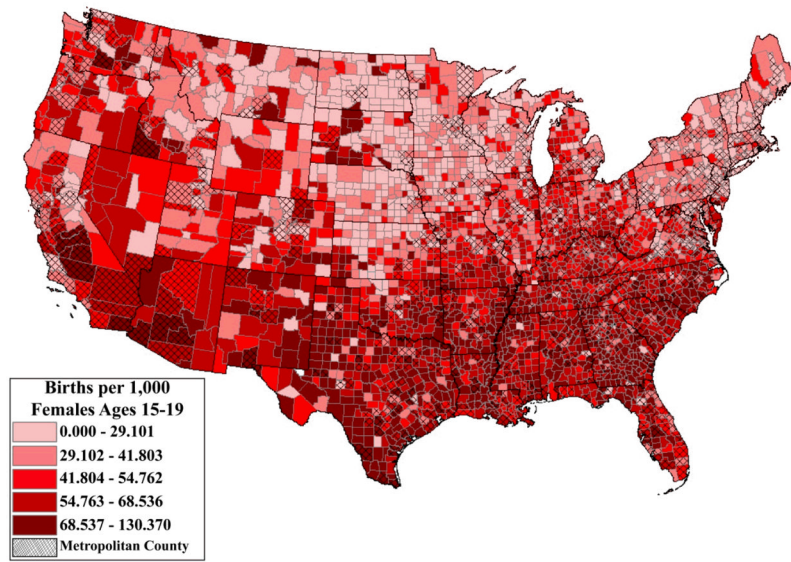 Births per 1,000
Females Ages 15-19
0.000 - 29.101
29.102 - 41.803
41.804 - 54.762
54.763 - 68.536
68.537 - 130.370
Metropolitan County